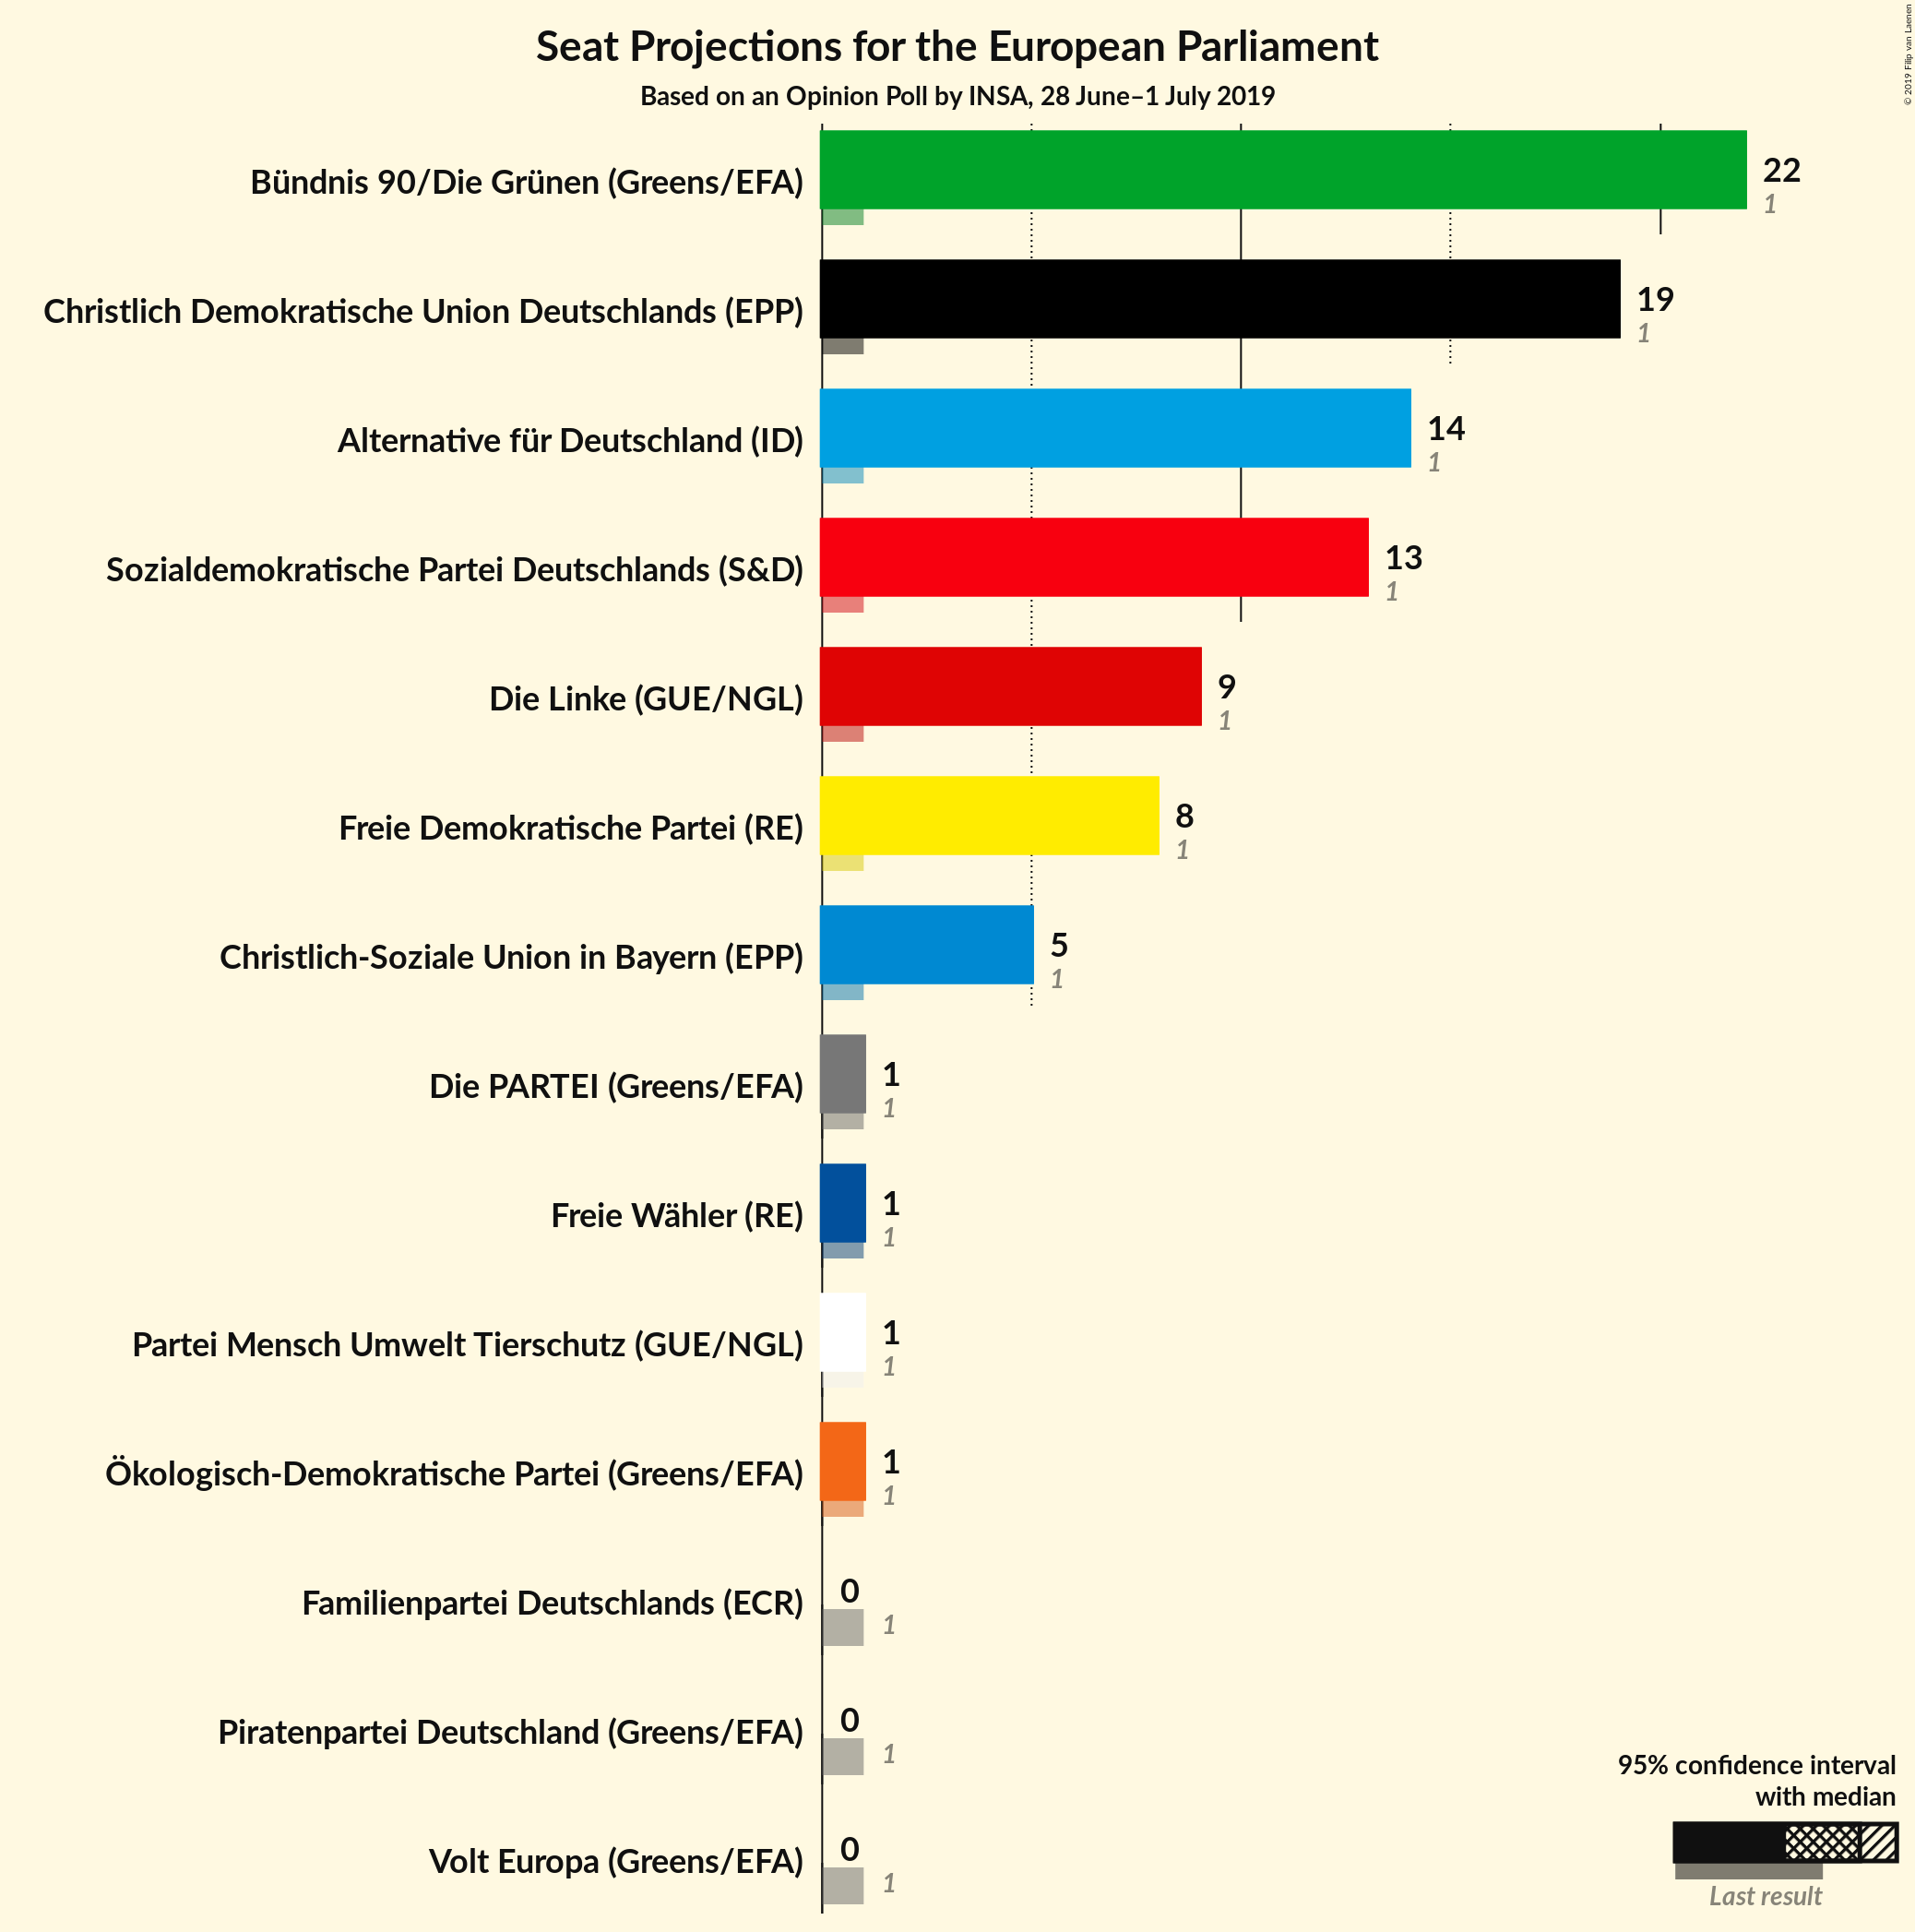 Seat Projections for the European Parliament
Based on an Opinion Poll by INSA, 28 June–1 July 2019
© 2019 Filip van Laenen
Bündnis 90/Die Grünen (Greens/EFA)
22
1
Christlich Demokratische Union Deutschlands (EPP)
19
1
Alternative für Deutschland (ID)
14
1
Sozialdemokratische Partei Deutschlands (S&D)
13
1
Die Linke (GUE/NGL)
9
1
Freie Demokratische Partei (RE)
8
1
Christlich-Soziale Union in Bayern (EPP)
5
1
Die PARTEI (Greens/EFA)
1
1
Freie Wähler (RE)
1
1
Partei Mensch Umwelt Tierschutz (GUE/NGL)
1
1
Ökologisch-Demokratische Partei (Greens/EFA)
1
1
Familienpartei Deutschlands (ECR)
0
1
Piratenpartei Deutschland (Greens/EFA)
0
1
Volt Europa (Greens/EFA)
0
1
95% confidence interval
with median
Last result